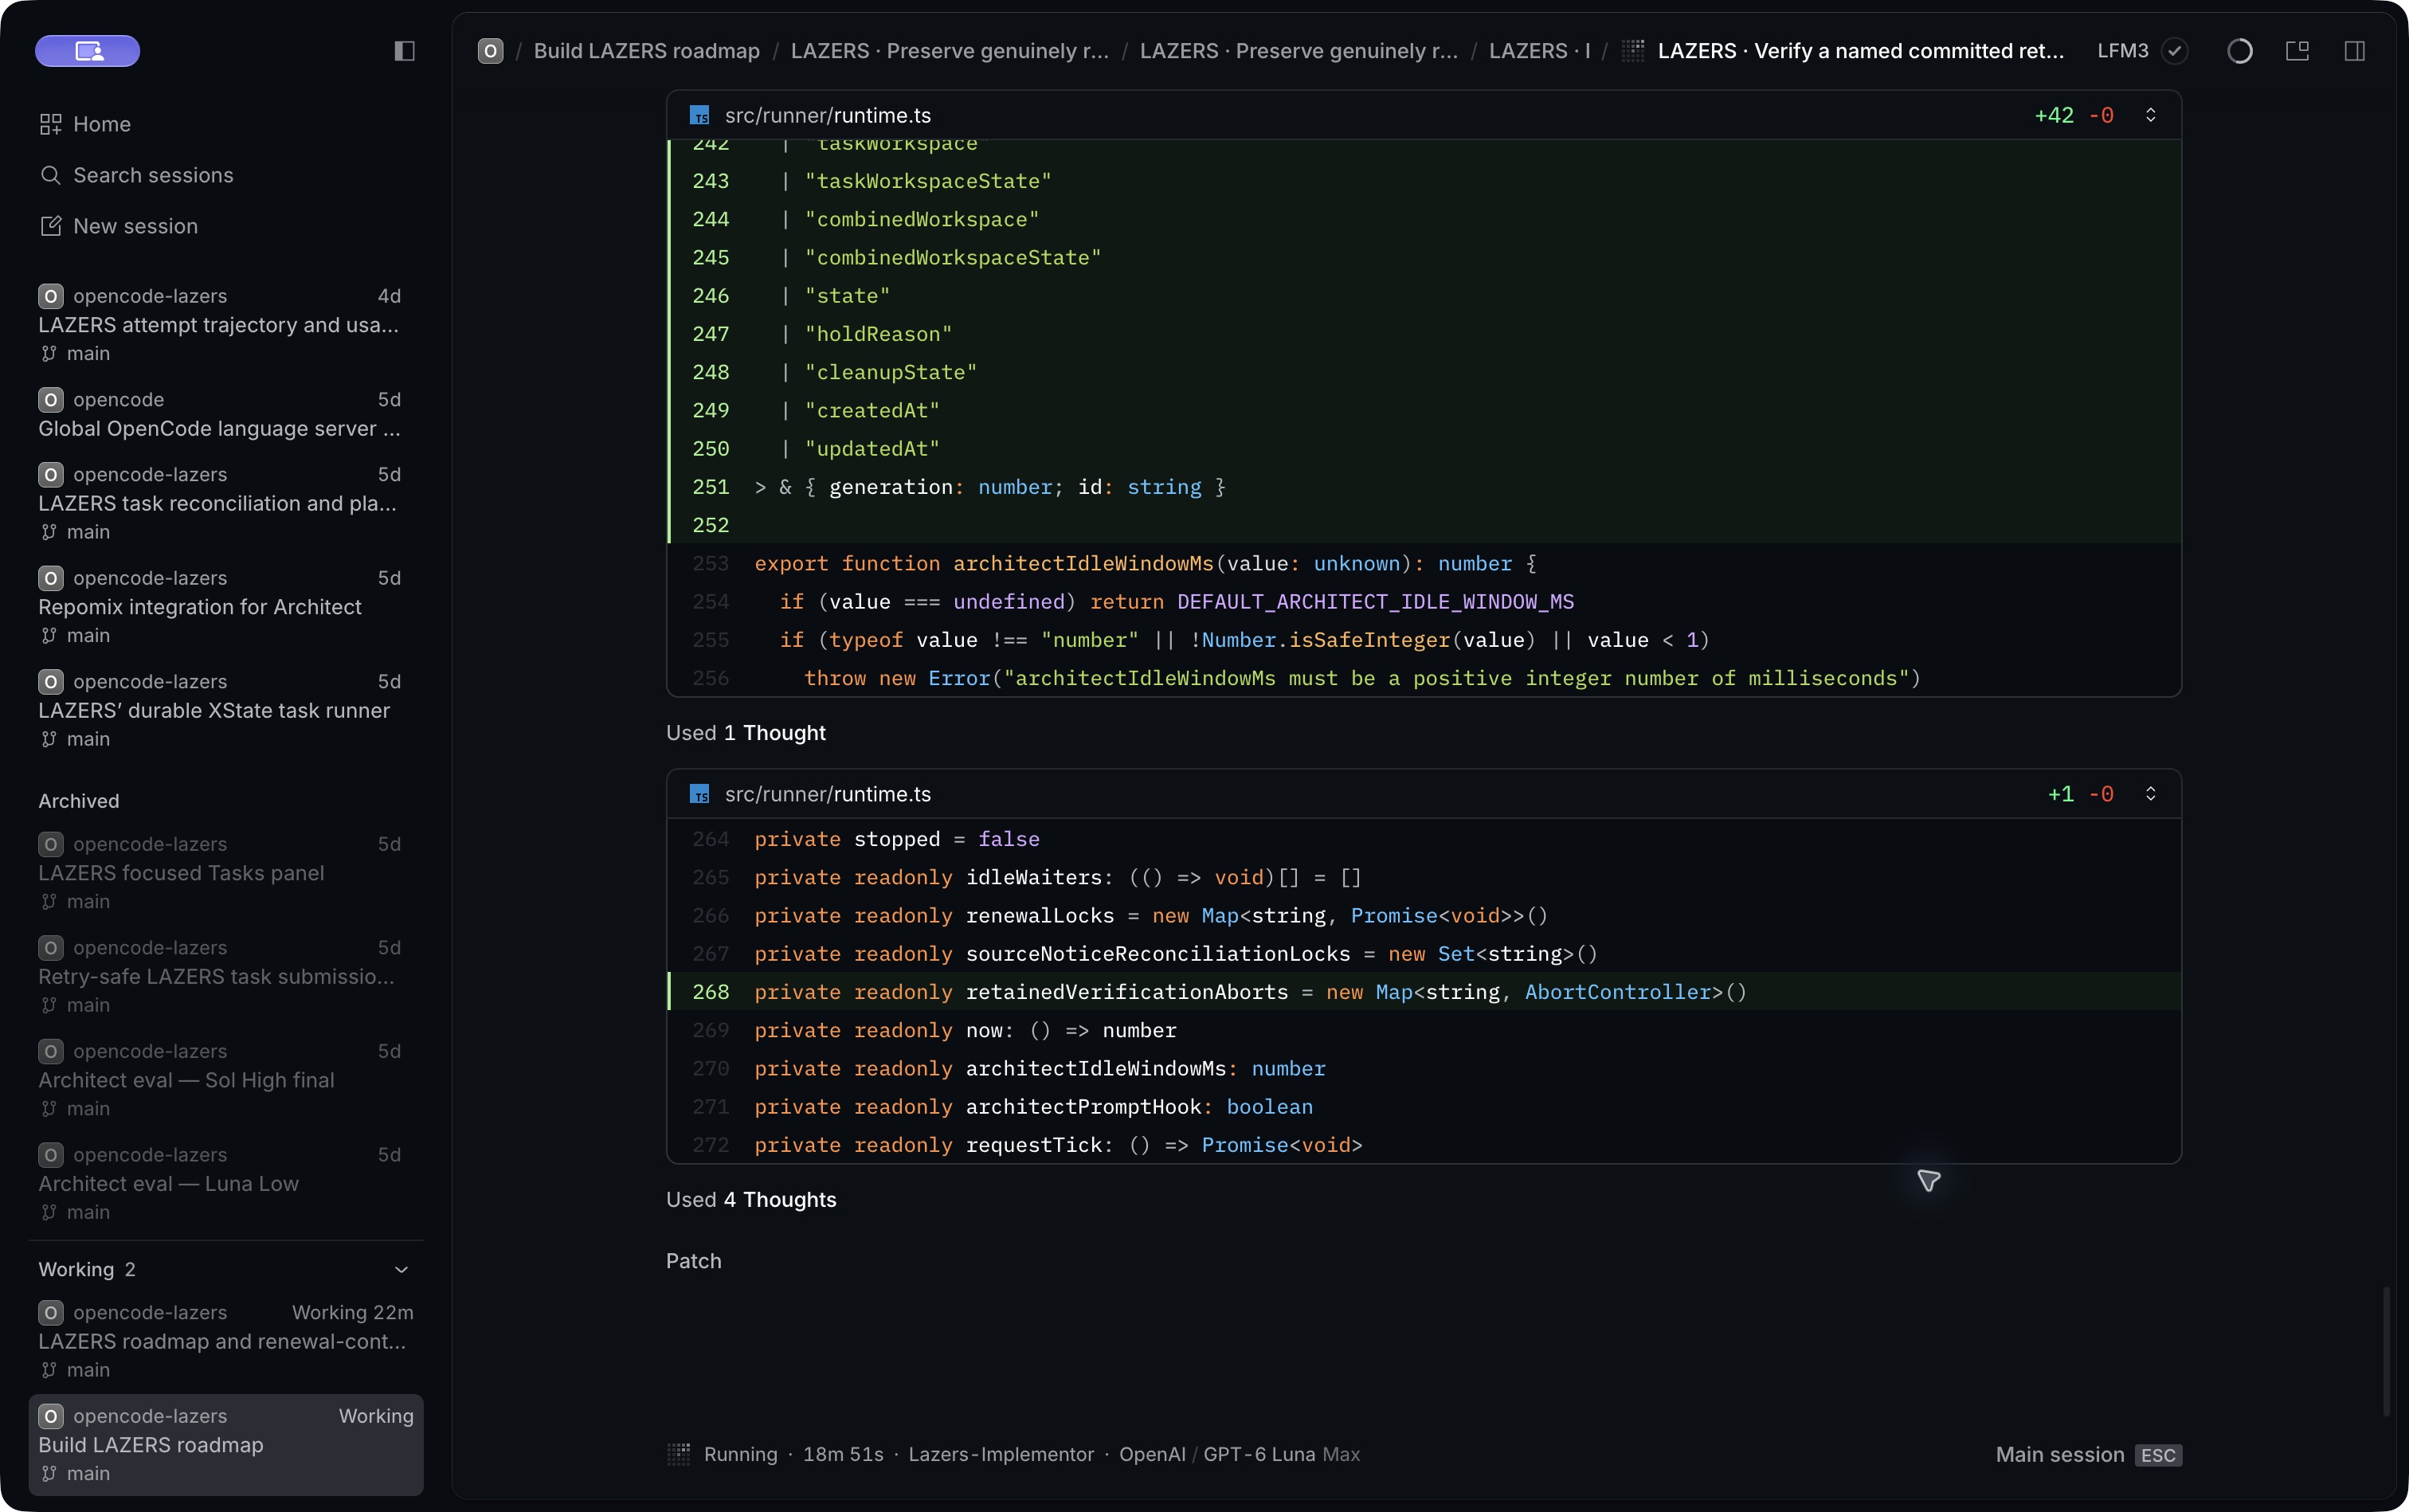 Home
Search sessions
New session
O opencode-lazers 4d
LAZERS attempt trajectory and usa...
main
O opencode 5d
Global OpenCode language server ...
O opencode-lazers 5d
LAZERS task reconciliation and pla...
main
O opencode-lazers 5d
Repomix integration for Architect
main
O opencode-lazers 5d
LAZERS’ durable XState task runner
main
Archived
O opencode-lazers 5d
LAZERS focused Tasks panel
main
O opencode-lazers 5d
Retry-safe LAZERS task submissio...
main
O opencode-lazers 5d
Architect eval — Sol High final
main
O opencode-lazers 5d
Architect eval — Luna Low
main
Working 2
O opencode-lazers Working 22m
LAZERS roadmap and renewal-cont...
main
O opencode-lazers Working
Build LAZERS roadmap
main
O / Build LAZERS roadmap / LAZERS · Preserve genuinely r... / LAZERS · Preserve genuinely r... / LAZERS · I / LAZERS · Verify a named committed ret... LFM3
TS src/runner/runtime.ts +42 -0
242 | "taskWorkspace"
243 | "taskWorkspaceState"
244 | "combinedWorkspace"
245 | "combinedWorkspaceState"
246 | "state"
247 | "holdReason"
248 | "cleanupState"
249 | "createdAt"
250 | "updatedAt"
251 > & { generation: number; id: string }
252
253 export function architectIdleWindowMs(value: unknown): number {
254 if (value === undefined) return DEFAULT_ARCHITECT_IDLE_WINDOW_MS
255 if (typeof value !== "number" || !Number.isSafeInteger(value) || value < 1)
256 throw new Error("architectIdleWindowMs must be a positive integer number of milliseconds")
Used 1 Thought
TS src/runner/runtime.ts +1 -0
264 private stopped = false
265 private readonly idleWaiters: (() => void)[] = []
266 private readonly renewalLocks = new Map<string, Promise<void>>()
267 private readonly sourceNoticeReconciliationLocks = new Set<string>()
268 private readonly retainedVerificationAborts = new Map<string, AbortController>()
269 private readonly now: () => number
270 private readonly architectIdleWindowMs: number
271 private readonly architectPromptHook: boolean
272 private readonly requestTick: () => Promise<void>
Used 4 Thoughts
Patch
Running · 18m 51s · Lazers-Implementor · OpenAI / GPT-6 Luna Max
Main session ESC